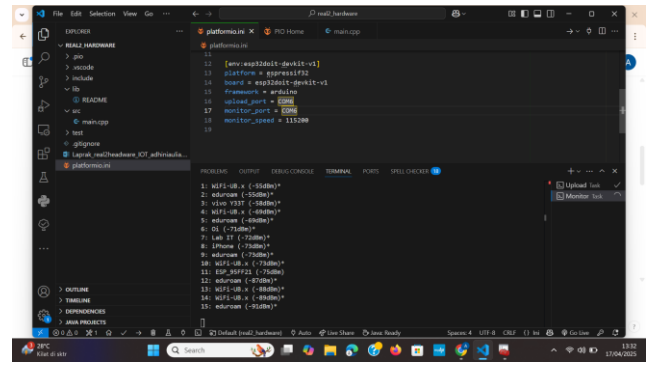 File Edit Selection View Go ···
real2_hardware
EXPLORER ···
platformio.ini
PIO Home
main.cpp
REAL2_HARDWARE
platformio.ini
> .pio
> .vscode
> include
lib
README
src
main.cpp
> test
.gitignore
Laprak_real2headware_IOT_adhiniaulia...
platformio.ini
> OUTLINE
> TIMELINE
> DEPENDENCIES
> JAVA PROJECTS
11
12 [env:esp32doit-devkit-v1]
13 platform = espressif32
14 board = esp32doit-devkit-v1
15 framework = arduino
16 upload_port = COM6
17 monitor_port = COM6
18 monitor_speed = 115200
19
PROBLEMS OUTPUT DEBUG CONSOLE TERMINAL PORTS SPELL CHECKER
Upload Task
Monitor Task
1: WiFi-UB.x (-55dBm)*
2: eduroam (-55dBm)*
3: vivo Y33T (-58dBm)*
4: WiFi-UB.x (-69dBm)*
5: eduroam (-69dBm)*
6: Oi (-71dBm)*
7: Lab IT (-72dBm)*
8: iPhone (-73dBm)*
9: eduroam (-73dBm)*
10: WiFi-UB.x (-73dBm)*
11: ESP_95FF21 (-75dBm)
12: eduroam (-87dBm)*
13: WiFi-UB.x (-88dBm)*
14: WiFi-UB.x (-89dBm)*
15: eduroam (-91dBm)*
Default (real2_hardware) Auto Live Share Java: Ready
Spaces: 4 UTF-8 CRLF Ini Go Live
28°C
Kilat di sktr
Search
13:32
17/04/2025